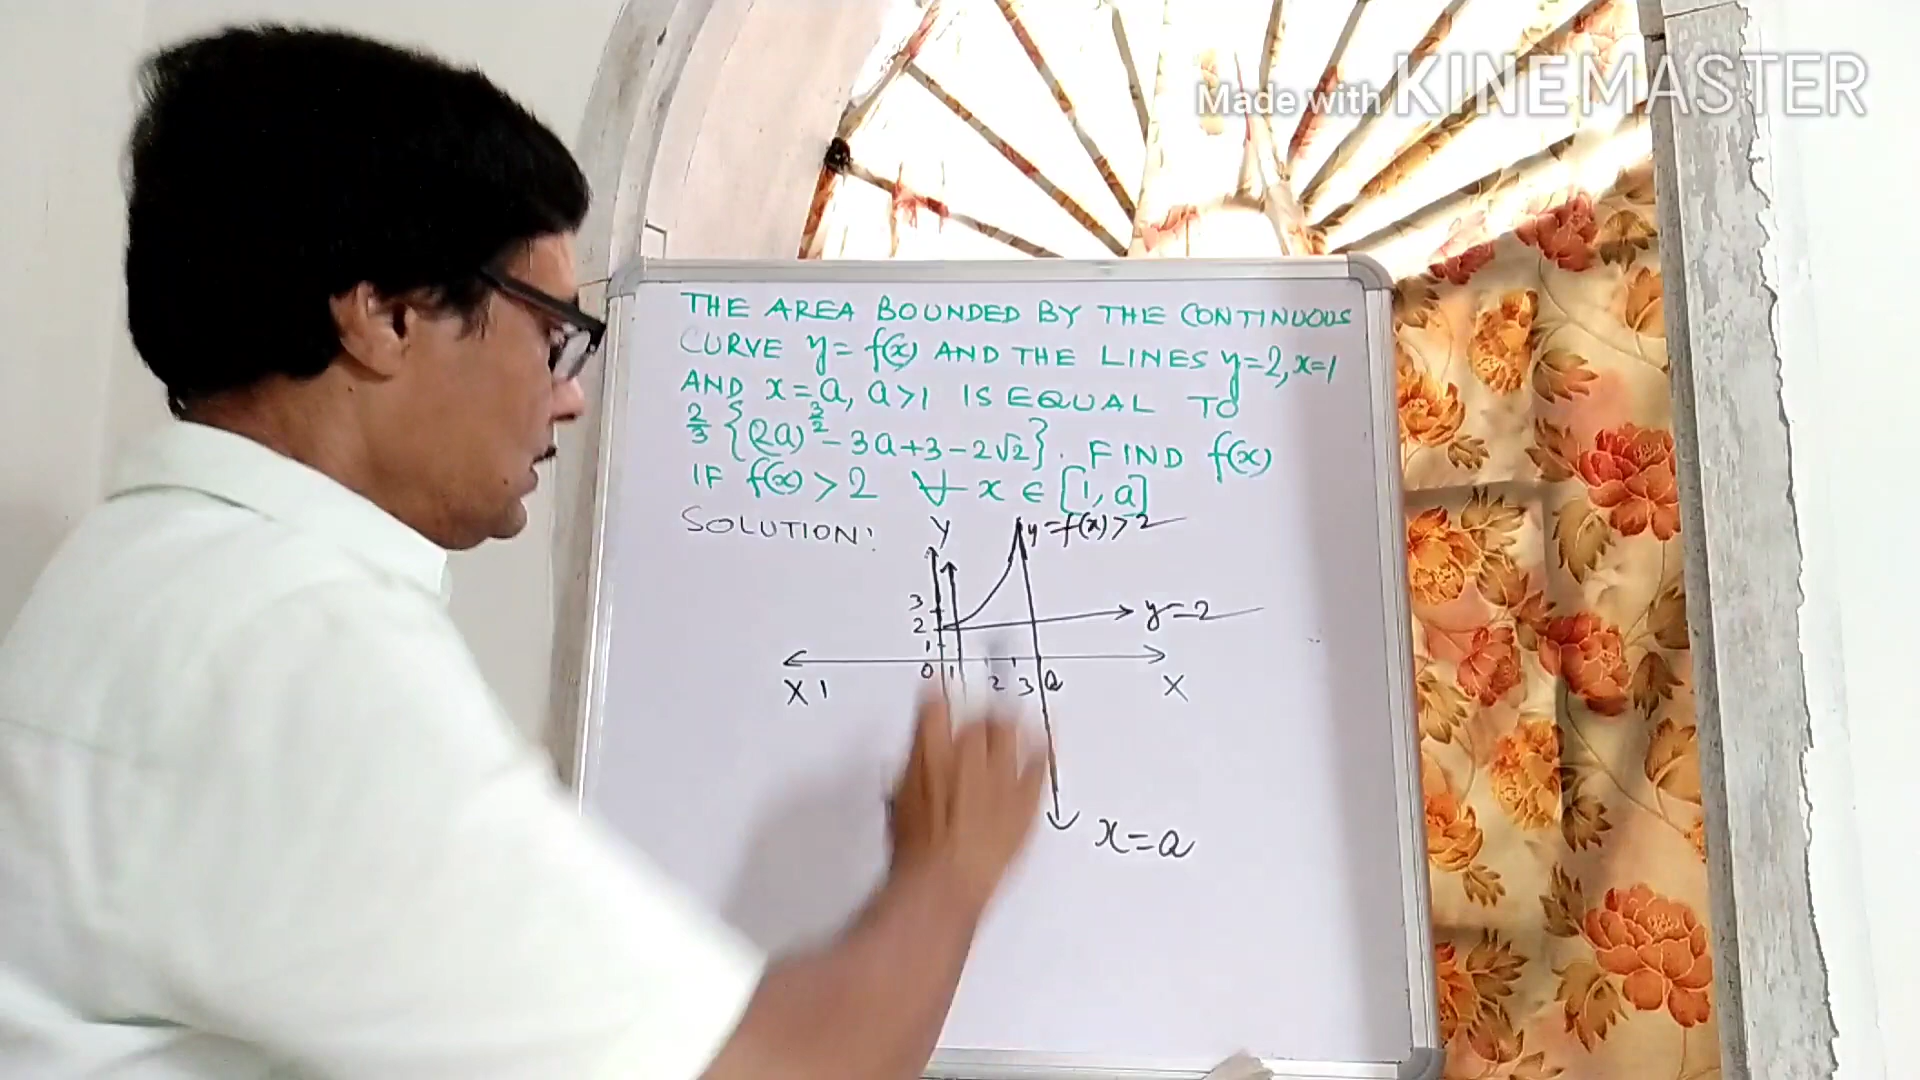 Made with KINEMASTER
THE AREA BOUNDED BY THE CONTINUOUS
CURVE y = f(x) AND THE LINES y=2, x=1
AND x=a, a>1 IS EQUAL TO
2/3 {(2a)^3/2 - 3a+3-2√2}. FIND f(x)
IF f(x) > 2 ∀ x ∈ [1, a]
SOLUTION:
Y
y=f(x)>2
3
2
y=2
1
0 1 2 3 a
X 1
X
x=a